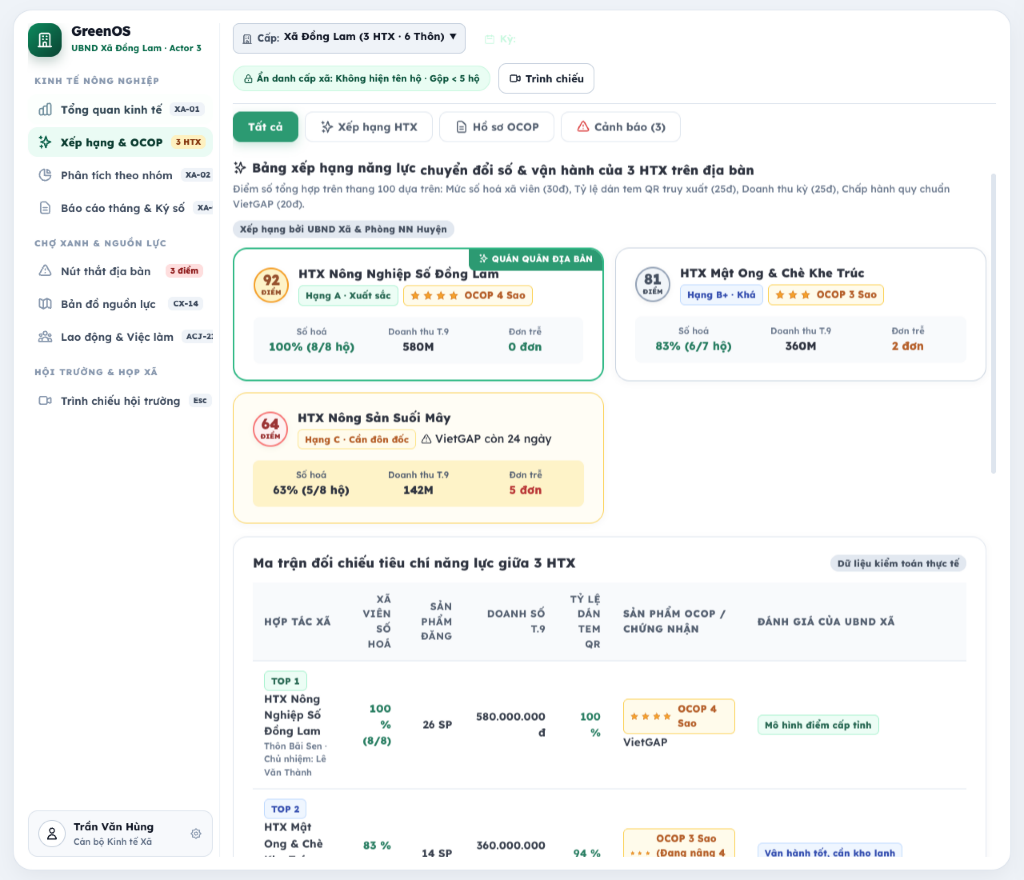 GreenOS
UBND Xã Đồng Lam · Actor 3
KINH TẾ NÔNG NGHIỆP
Tổng quan kinh tế XA-01
Xếp hạng & OCOP 3 HTX
Phân tích theo nhóm XA-02
Báo cáo tháng & Ký số XA-
CHỢ XANH & NGUỒN LỰC
Nút thắt địa bàn 3 điểm
Bản đồ nguồn lực CX-14
Lao động & Việc làm ACJ-2
HỘI TRƯỜNG & HỌP XÃ
Trình chiếu hội trường Esc
Trần Văn Hùng
Cán bộ Kinh tế Xã
Cấp: Xã Đồng Lam (3 HTX · 6 Thôn) ▼
Kỳ:
Ẩn danh cấp xã: Không hiện tên hộ · Gộp < 5 hộ
Trình chiếu
Tất cả
Xếp hạng HTX
Hồ sơ OCOP
Cảnh báo (3)
Bảng xếp hạng năng lực chuyển đổi số & vận hành của 3 HTX trên địa bàn
Điểm số tổng hợp trên thang 100 dựa trên: Mức số hoá xã viên (30đ), Tỷ lệ dán tem QR truy xuất (25đ), Doanh thu kỳ (25đ), Chấp hành quy chuẩn
VietGAP (20đ).
Xếp hạng bởi UBND Xã & Phòng NN Huyện
QUÁN QUÂN ĐỊA BÀN
92
ĐIỂM
HTX Nông Nghiệp Số Đồng Lam
Hạng A · Xuất sắc
★ ★ ★ ★ OCOP 4 Sao
Số hoá Doanh thu T.9 Đơn trễ
100% (8/8 hộ) 580M 0 đơn
81
ĐIỂM
HTX Mật Ong & Chè Khe Trúc
Hạng B+ · Khá
★ ★ ★ OCOP 3 Sao
Số hoá Doanh thu T.9 Đơn trễ
83% (6/7 hộ) 360M 2 đơn
64
ĐIỂM
HTX Nông Sản Suối Mây
Hạng C · Cần đôn đốc
VietGAP còn 24 ngày
Số hoá Doanh thu T.9 Đơn trễ
63% (5/8 hộ) 142M 5 đơn
Ma trận đối chiếu tiêu chí năng lực giữa 3 HTX
Dữ liệu kiểm toán thực tế
HỢP TÁC XÃ
XÃ
VIÊN
SỐ
HOÁ
SẢN
PHẨM
ĐĂNG
DOANH SỐ
T.9
TỶ LỆ
DÁN
TEM
QR
SẢN PHẨM OCOP /
CHỨNG NHẬN
ĐÁNH GIÁ CỦA UBND XÃ
TOP 1
HTX Nông
Nghiệp Số
Đồng Lam
Thôn Bãi Sen ·
Chủ nhiệm: Lê
Văn Thành
100
%
(8/8)
26 SP
580.000.000
đ
100
%
★ ★ ★ ★ OCOP 4
Sao
VietGAP
Mô hình điểm cấp tỉnh
TOP 2
HTX Mật
Ong & Chè
83 %
14 SP
360.000.000
94 %
OCOP 3 Sao
★ ★ ★ (Đang nâng 4
Vận hành tốt, cần kho lạnh